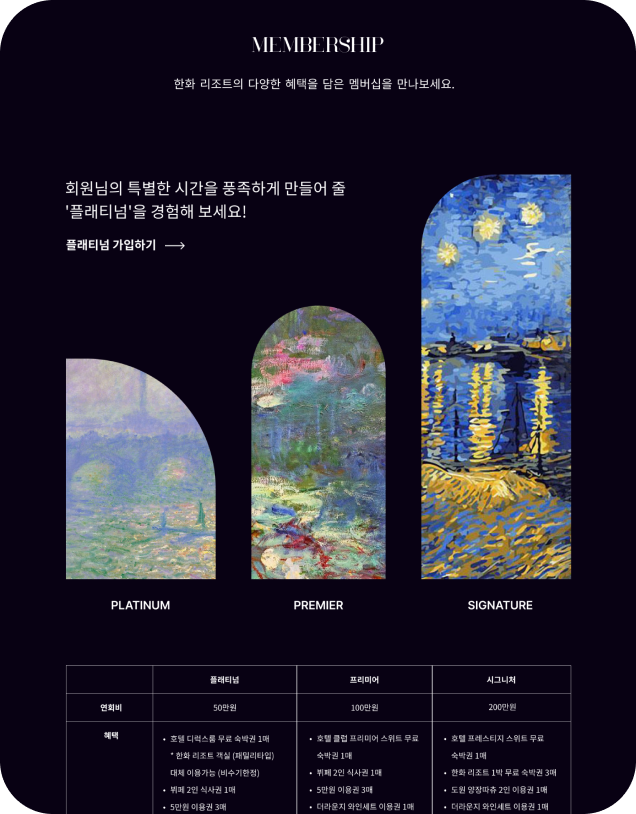 MEMBERSHIP
한화 리조트의 다양한 혜택을 담은 멤버십을 만나보세요.
회원님의 특별한 시간을 풍족하게 만들어 줄
'플래티넘'을 경험해 보세요!
플래티넘 가입하기 →
PLATINUM PREMIER SIGNATURE
플래티넘 프리미어 시그니처
연회비 50만원 100만원 200만원
혜택
• 호텔 디럭스룸 무료 숙박권 1매
* 한화 리조트 객실 (패밀리타입)
대체 이용가능 (비수기한정)
• 뷔페 2인 식사권 1매
• 5만원 이용권 3매
• 호텔 클럽 프리미어 스위트 무료
숙박권 1매
• 뷔페 2인 식사권 1매
• 5만원 이용권 3매
• 더라운지 와인세트 이용권 1매
• 호텔 프레스티지 스위트 무료
숙박권 1매
• 한화 리조트 1박 무료 숙박권 3매
• 도원 양장따츄 2인 이용권 1매
• 더라운지 와인세트 이용권 1매